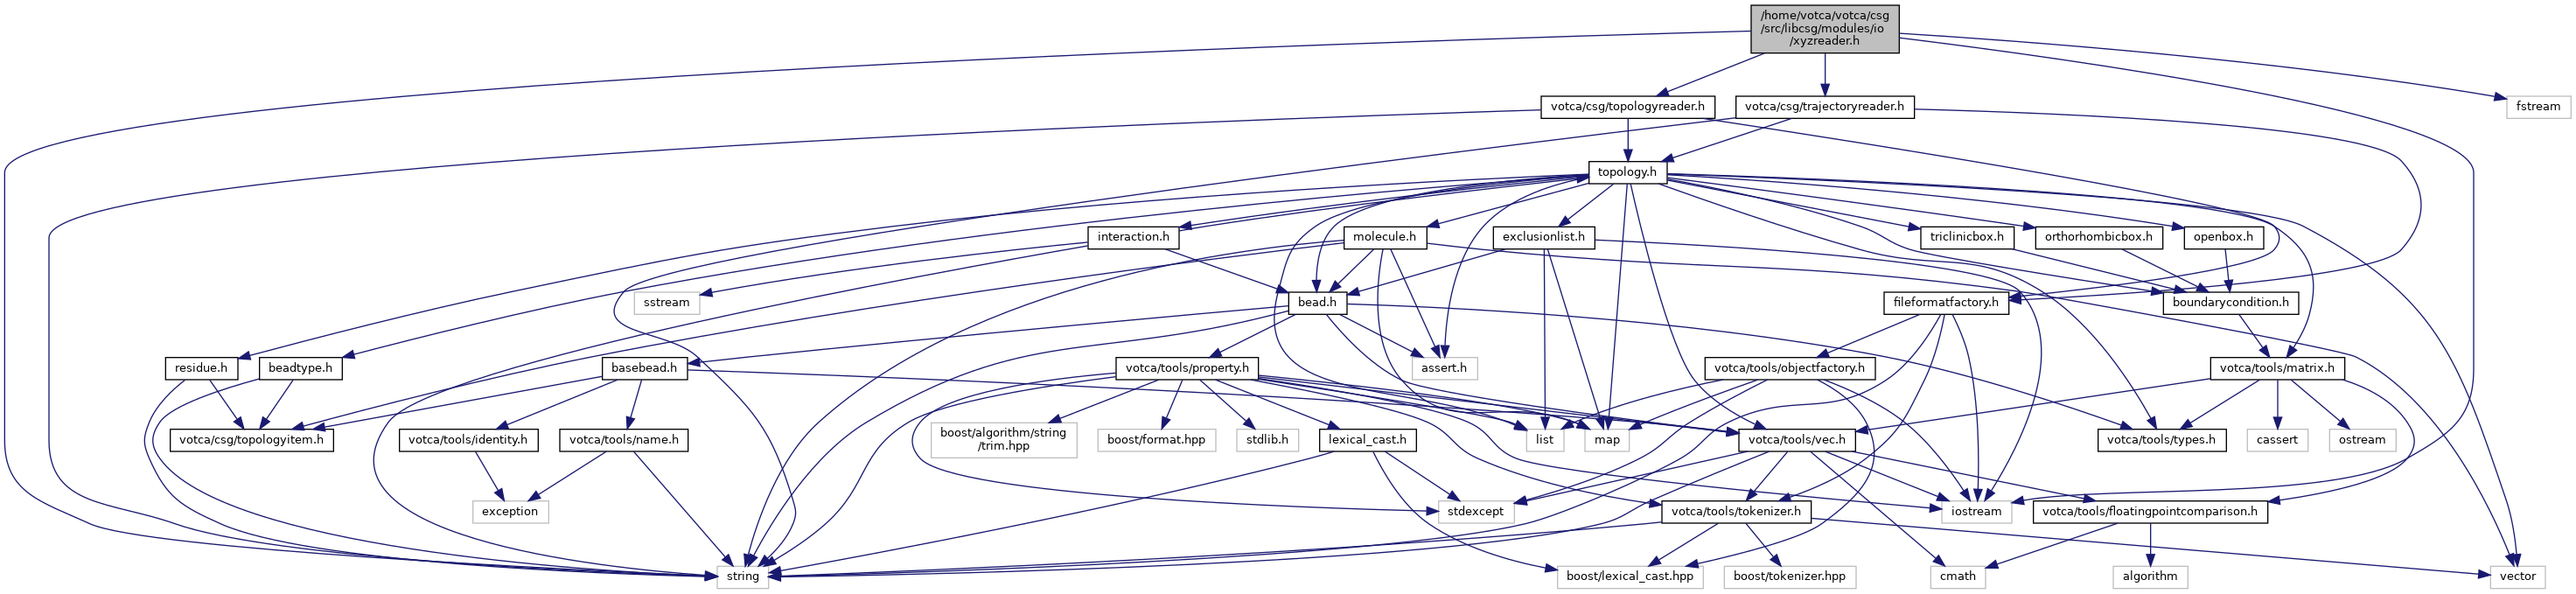 /home/votca/votca/csg
/src/libcsg/modules/io
/xyzreader.h
votca/csg/topologyreader.h
votca/csg/trajectoryreader.h
fstream
topology.h
interaction.h
molecule.h
exclusionlist.h
triclinicbox.h
orthorhombicbox.h
openbox.h
sstream
bead.h
fileformatfactory.h
boundarycondition.h
residue.h
beadtype.h
basebead.h
votca/tools/property.h
assert.h
votca/tools/objectfactory.h
votca/tools/matrix.h
votca/csg/topologyitem.h
votca/tools/identity.h
votca/tools/name.h
boost/algorithm/string
/trim.hpp
boost/format.hpp
stdlib.h
lexical_cast.h
list
map
votca/tools/vec.h
votca/tools/types.h
cassert
ostream
exception
stdexcept
votca/tools/tokenizer.h
iostream
votca/tools/floatingpointcomparison.h
string
boost/lexical_cast.hpp
boost/tokenizer.hpp
cmath
algorithm
vector